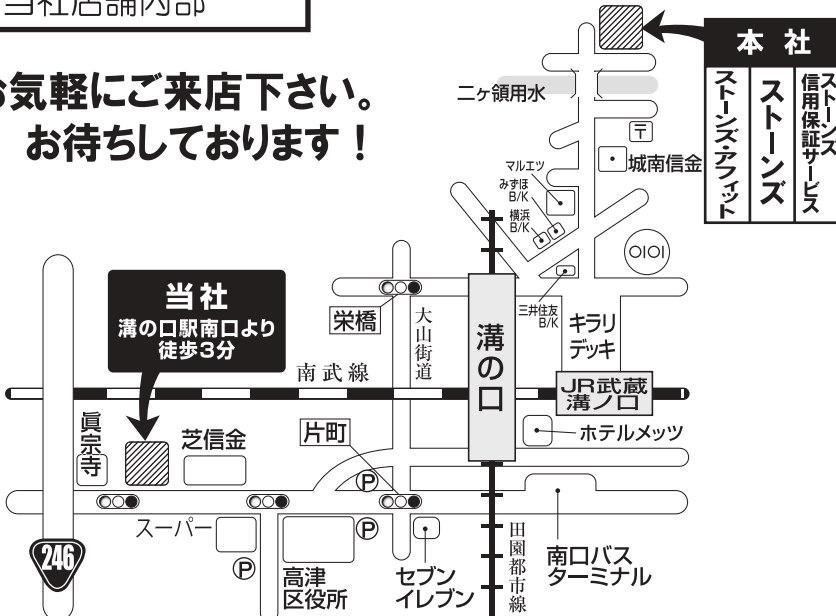 当社店舗内部
お気軽にご来店下さい。
お待ちしております！
本社
ストーンズ・アフィット
ストーンズ
ストーンズ
信用保証サービス
二ヶ領用水
〒
城南信金
マルエツ
みずほ
B/K
横浜
B/K
OIOI
三井住友
B/K
キラリ
デッキ
当社
溝の口駅南口より
徒歩3分
栄橋
大山街道
溝の口
南武線
JR武蔵
溝ノ口
眞宗寺
芝信金
片町
ホテルメッツ
P
スーパー
P
P
246
高津
区役所
セブン
イレブン
田園都市線
南口バス
ターミナル